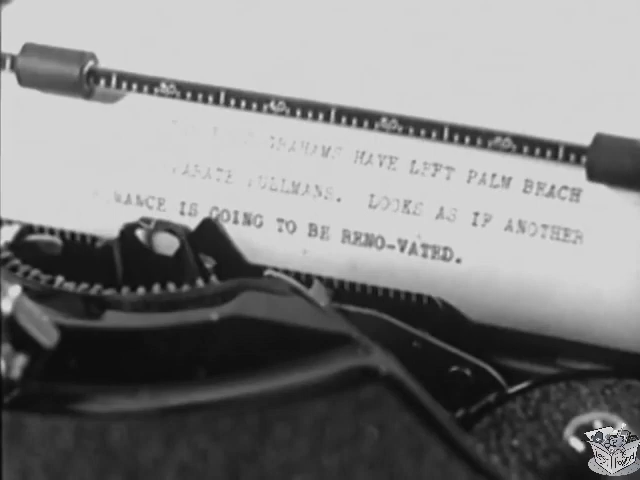 GRAHAMS HAVE LEFT PALM BEACH
PULLMANS. LOOKS AS IF ANOTHER
IS GOING TO BE RENO-VATED.